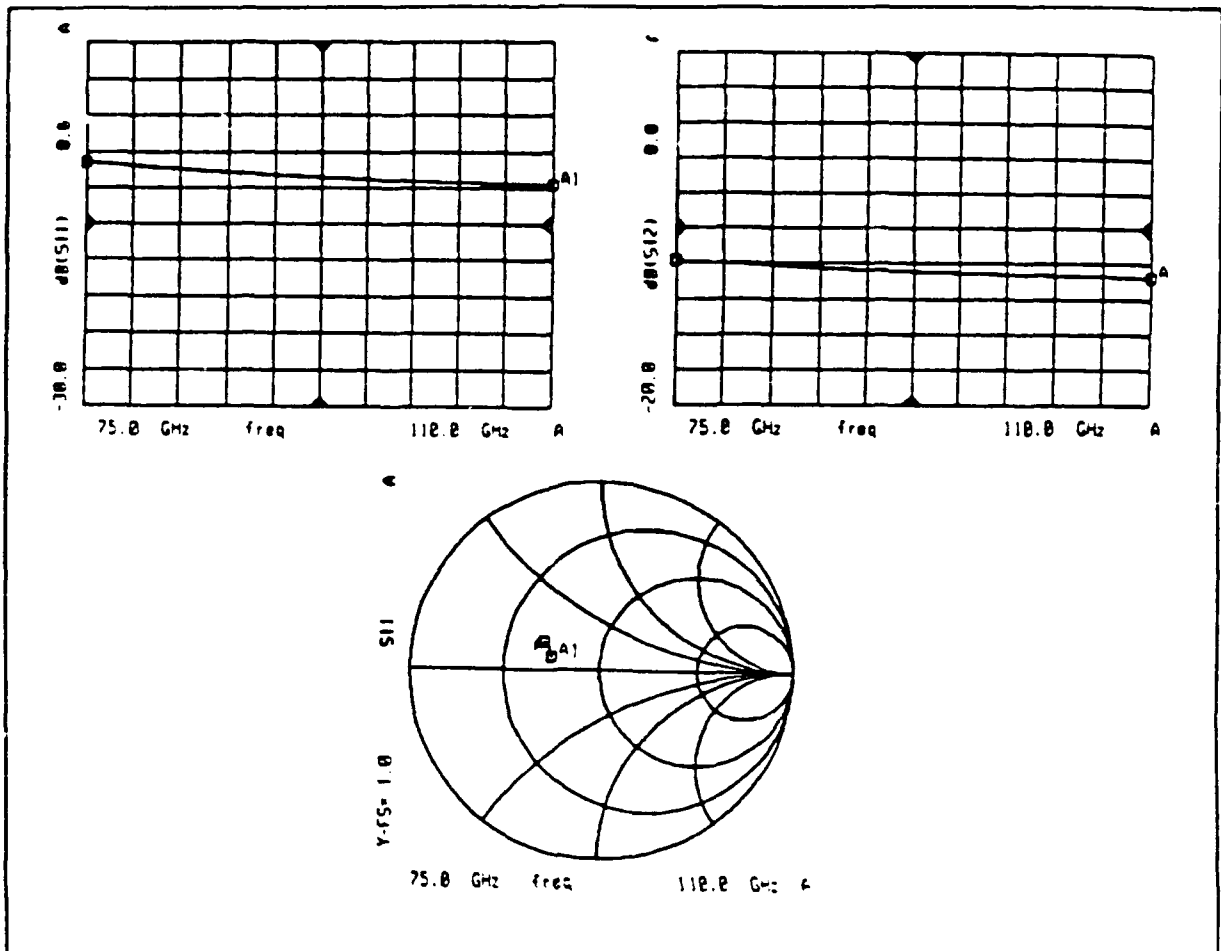 A
0.0
dB(S11)
-30.0
A1
75.0 GHz freq 110.0 GHz A
0.0
dB(S12)
-20.0
A
75.0 GHz freq 110.0 GHz A
A
S11
Y-FS= 1.0
A1
75.0 GHz freq 110.0 GHz A